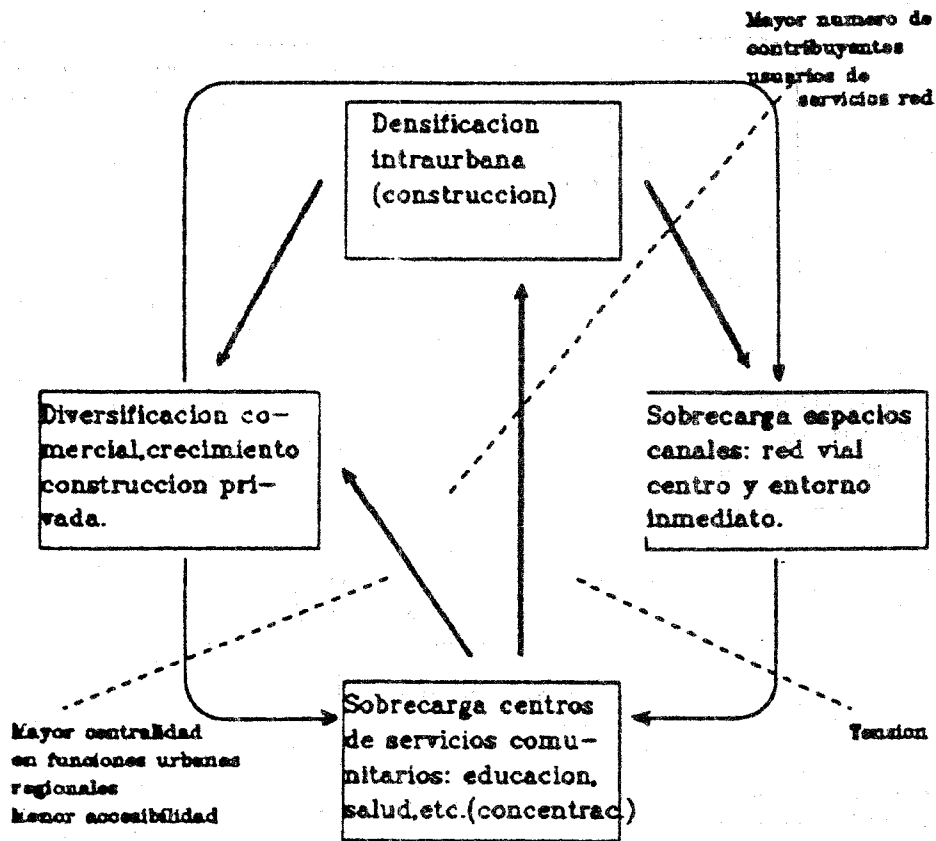 Mayor numero de
contribuyentes
usuarios de
servicios red
Densificacion
intraurbana
(construccion)
Diversificacion co-
mercial,crecimiento
construccion pri-
vada.
Sobrecarga espacios
canales: red vial
centro y entorno
inmediato.
Sobrecarga centros
de servicios comu-
nitarios: educacion,
salud,etc.(concentrac.)
Mayor centralidad
en funciones urbanas
regionales
Menor accesibilidad
Tension